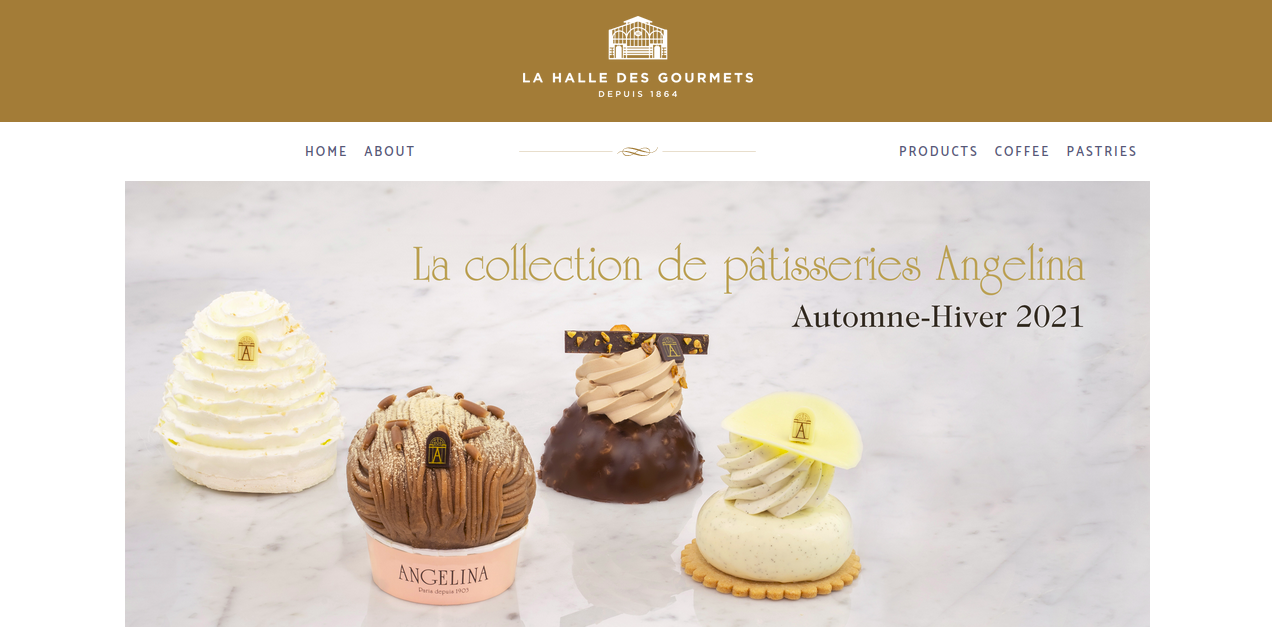 LA HALLE DES GOURMETS
DEPUIS 1864
HOME ABOUT PRODUCTS COFFEE PASTRIES
La collection de pâtisseries Angelina
Automne-Hiver 2021
A
A
A
A
ANGELINA
Paris depuis 1903